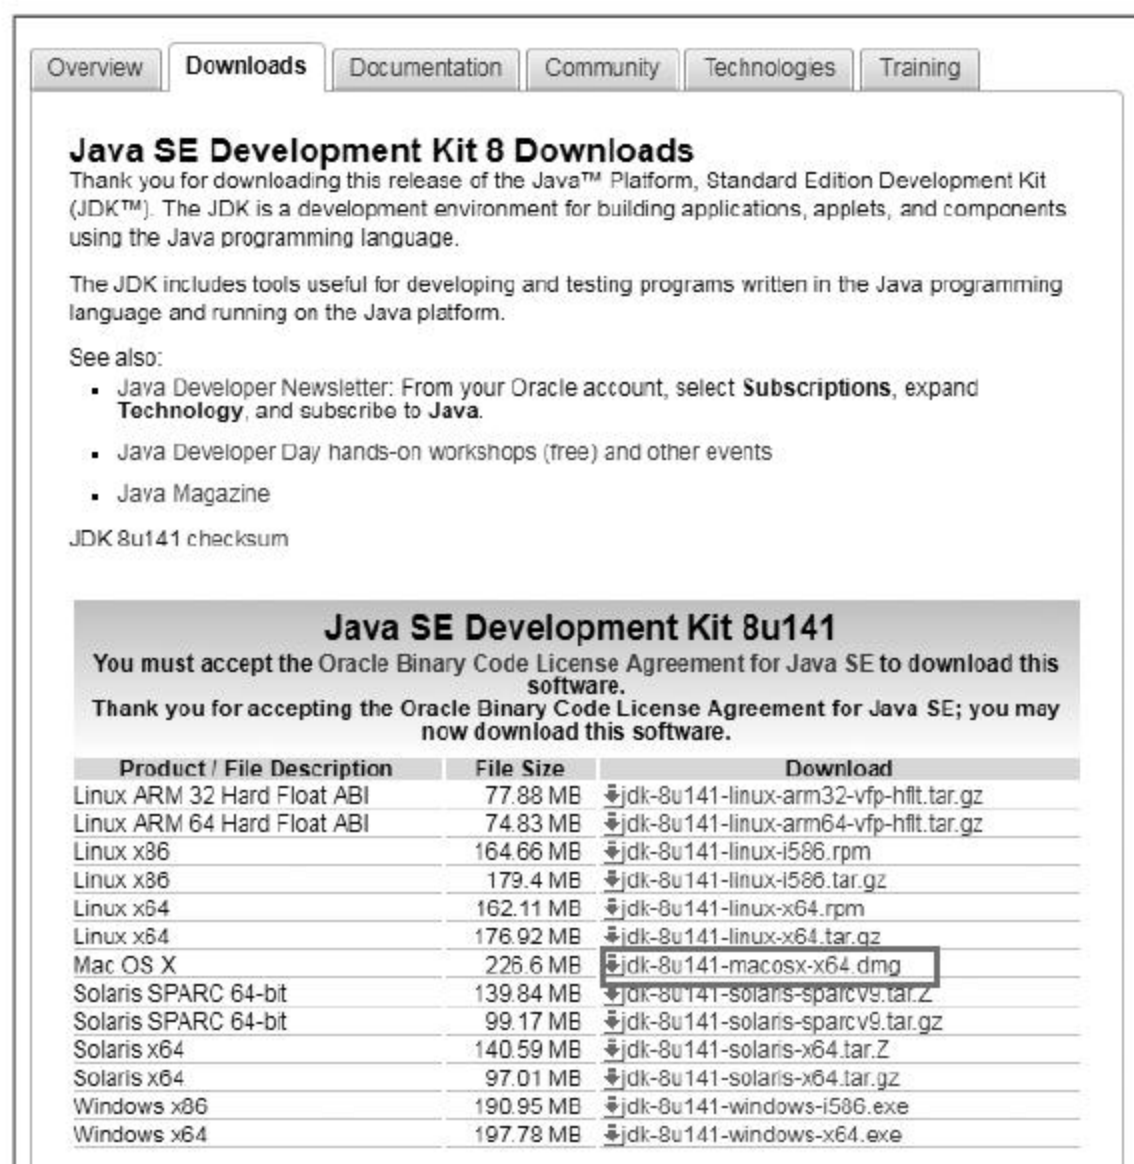 Overview Downloads Documentation Community Technologies Training
Java SE Development Kit 8 Downloads
Thank you for downloading this release of the Java™ Platform, Standard Edition Development Kit
(JDK™). The JDK is a development environment for building applications, applets, and components
using the Java programming language.
The JDK includes tools useful for developing and testing programs written in the Java programming
language and running on the Java platform.
See also:
▪ Java Developer Newsletter: From your Oracle account, select Subscriptions, expand
Technology, and subscribe to Java.
▪ Java Developer Day hands-on workshops (free) and other events
▪ Java Magazine
JDK 8u141 checksum
Java SE Development Kit 8u141
You must accept the Oracle Binary Code License Agreement for Java SE to download this
software.
Thank you for accepting the Oracle Binary Code License Agreement for Java SE; you may
now download this software.
Product / File Description File Size Download
Linux ARM 32 Hard Float ABI 77.88 MB jdk-8u141-linux-arm32-vfp-hflt.tar.gz
Linux ARM 64 Hard Float ABI 74.83 MB jdk-8u141-linux-arm64-vfp-hflt.tar.gz
Linux x86 164.66 MB jdk-8u141-linux-i586.rpm
Linux x86 179.4 MB jdk-8u141-linux-i586.tar.gz
Linux x64 162.11 MB jdk-8u141-linux-x64.rpm
Linux x64 176.92 MB jdk-8u141-linux-x64.tar.gz
Mac OS X 226.6 MB jdk-8u141-macosx-x64.dmg
Solaris SPARC 64-bit 139.84 MB jdk-8u141-solaris-sparcv9.tar.Z
Solaris SPARC 64-bit 99.17 MB jdk-8u141-solaris-sparcv9.tar.gz
Solaris x64 140.59 MB jdk-8u141-solaris-x64.tar.Z
Solaris x64 97.01 MB jdk-8u141-solaris-x64.tar.gz
Windows x86 190.95 MB jdk-8u141-windows-i586.exe
Windows x64 197.78 MB jdk-8u141-windows-x64.exe